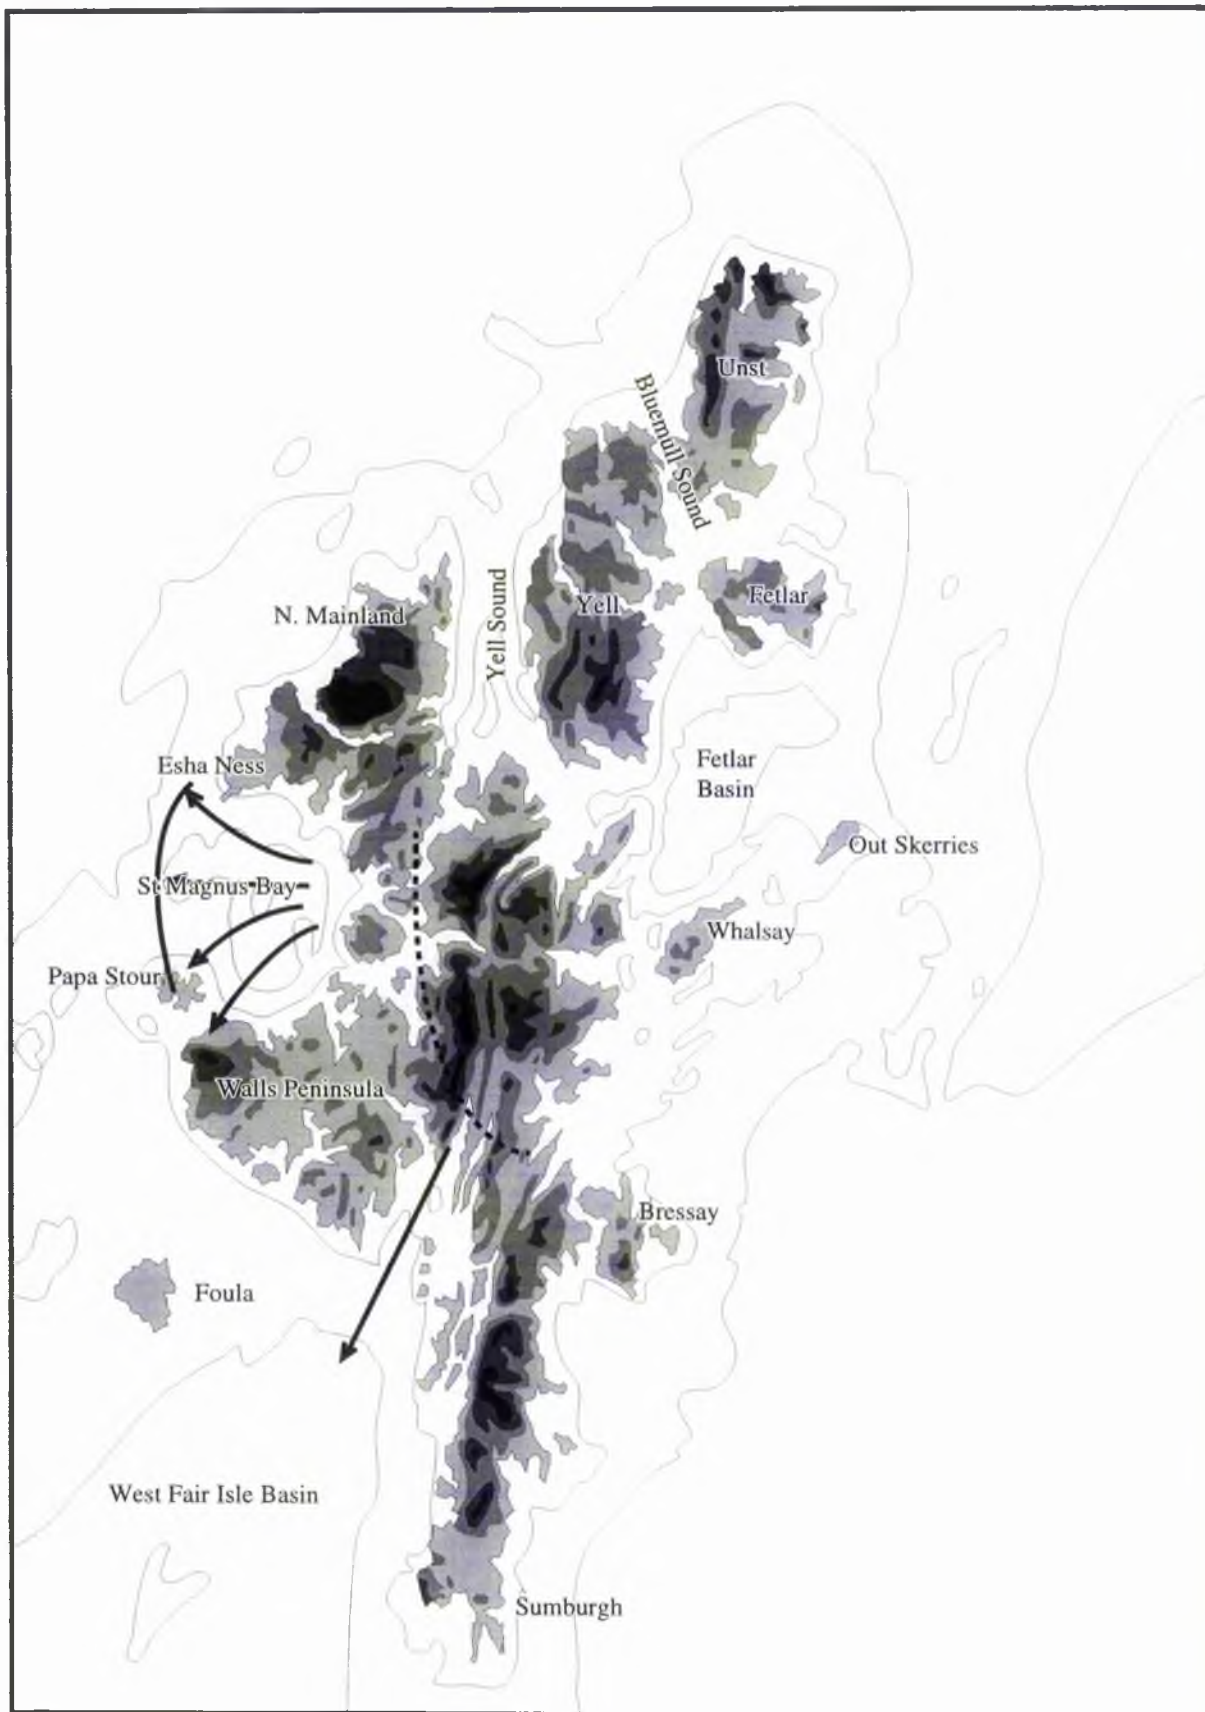 Unst
Bluemull Sound
N. Mainland
Yell Sound
Yell
Fetlar
Esha Ness
Fetlar
Basin
Out Skerries
St Magnus Bay
Whalsay
Papa Stour
Walls Peninsula
Bressay
Foula
West Fair Isle Basin
Sumburgh